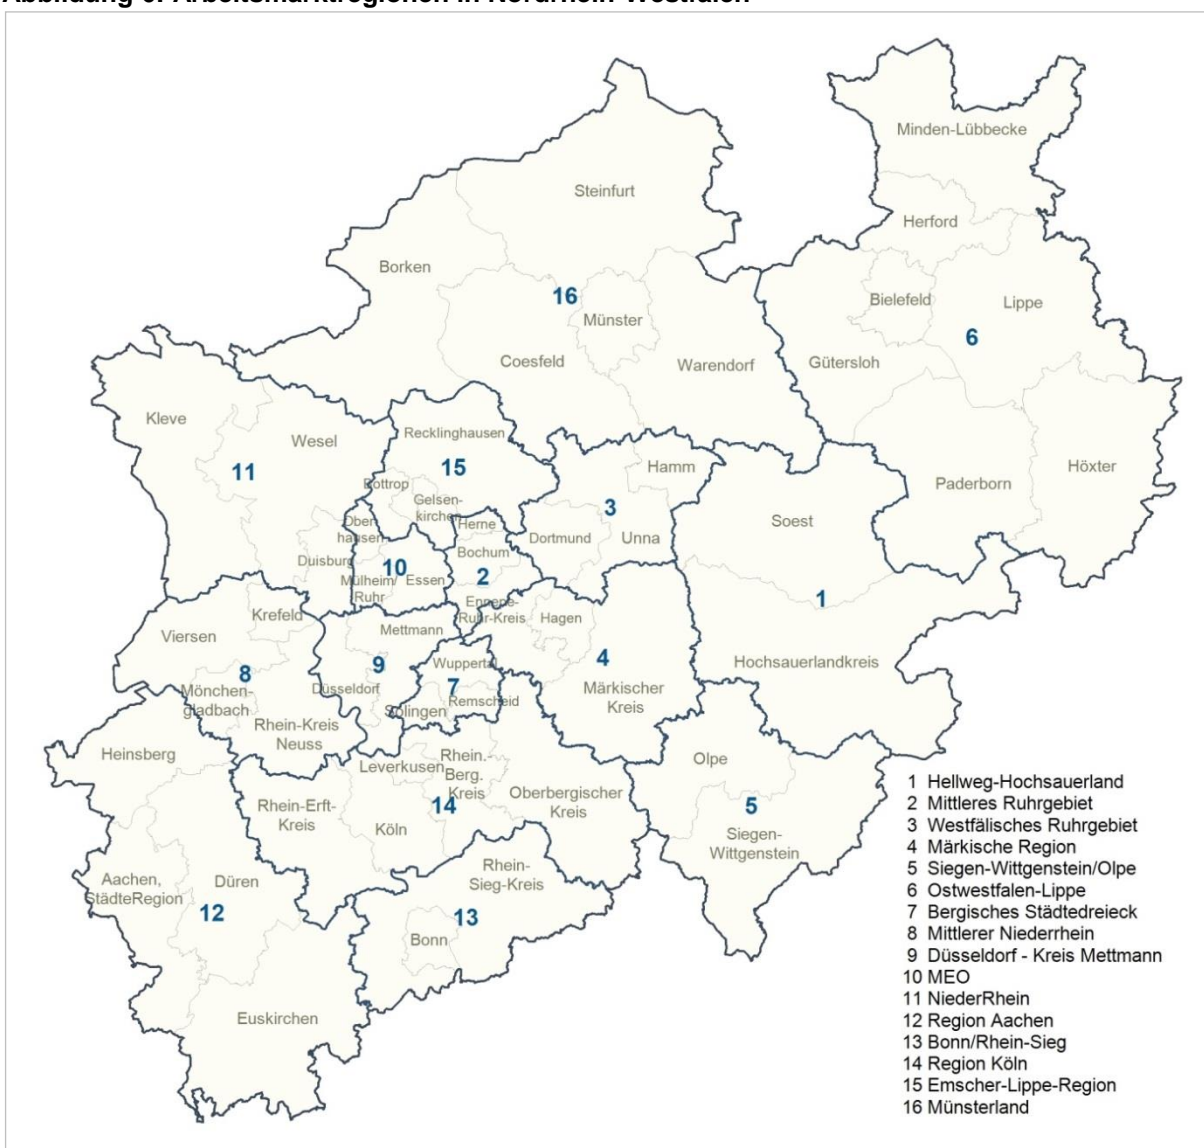 Abbildung 6: Arbeitsmarktregionen in Nordrhein-Westfalen
Minden-Lübbecke
Steinfurt
Herford
Borken
16
Münster
Bielefeld
Lippe
6
Coesfeld
Warendorf
Gütersloh
Kleve
Wesel
11
Recklinghausen
15
Bottrop
Gelsen-
kirchen
Hamm
3
Dortmund
Unna
Soest
Paderborn
Höxter
Ober-
hausen
Herne
Duisburg
10
Bochum
2
Mülheim/
Ruhr
Essen
Ennepe-
Ruhr-Kreis
Hagen
1
Krefeld
Viersen
Mettmann
8
9
Wuppertal
7
4
Hochsauerlandkreis
Mönchen-
gladbach
Düsseldorf
Solingen
Remscheid
Märkischer
Kreis
Rhein-Kreis
Neuss
Heinsberg
Leverkusen
Rhein.-
Berg.
Kreis
Olpe
Rhein-Erft-
Kreis
Köln
14
Oberbergischer
Kreis
5
Siegen-
Wittgenstein
Aachen,
StädteRegion
Düren
12
Rhein-
Sieg-Kreis
13
Bonn
Euskirchen
1 Hellweg-Hochsauerland
2 Mittleres Ruhrgebiet
3 Westfälisches Ruhrgebiet
4 Märkische Region
5 Siegen-Wittgenstein/Olpe
6 Ostwestfalen-Lippe
7 Bergisches Städtedreieck
8 Mittlerer Niederrhein
9 Düsseldorf - Kreis Mettmann
10 MEO
11 NiederRhein
12 Region Aachen
13 Bonn/Rhein-Sieg
14 Region Köln
15 Emscher-Lippe-Region
16 Münsterland